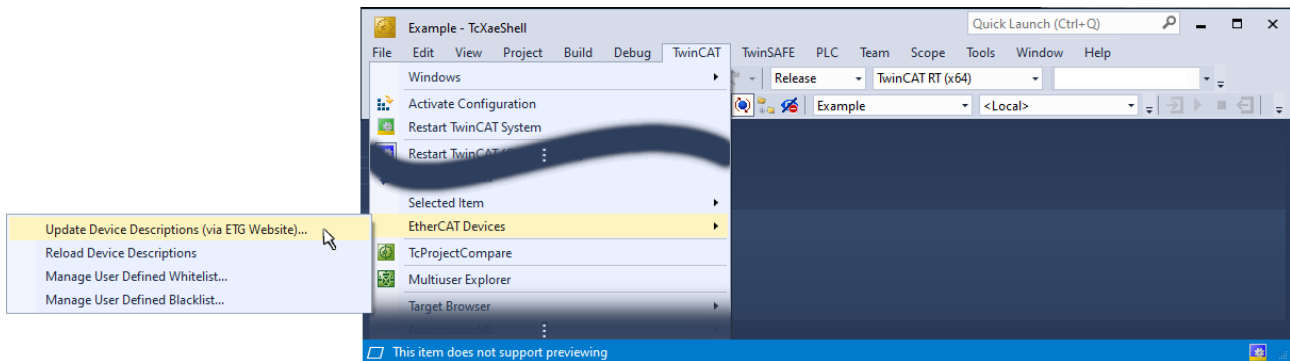 Example - TcXaeShell
Quick Launch (Ctrl+Q)
File Edit View Project Build Debug TwinCAT TwinSAFE PLC Team Scope Tools Window Help
Windows
Release
TwinCAT RT (x64)
Activate Configuration
Example
<Local>
Restart TwinCAT System
Restart TwinCAT
Selected Item
EtherCAT Devices
Update Device Descriptions (via ETG Website)...
Reload Device Descriptions
Manage User Defined Whitelist...
Manage User Defined Blacklist...
TcProjectCompare
Multiuser Explorer
Target Browser
This item does not support previewing